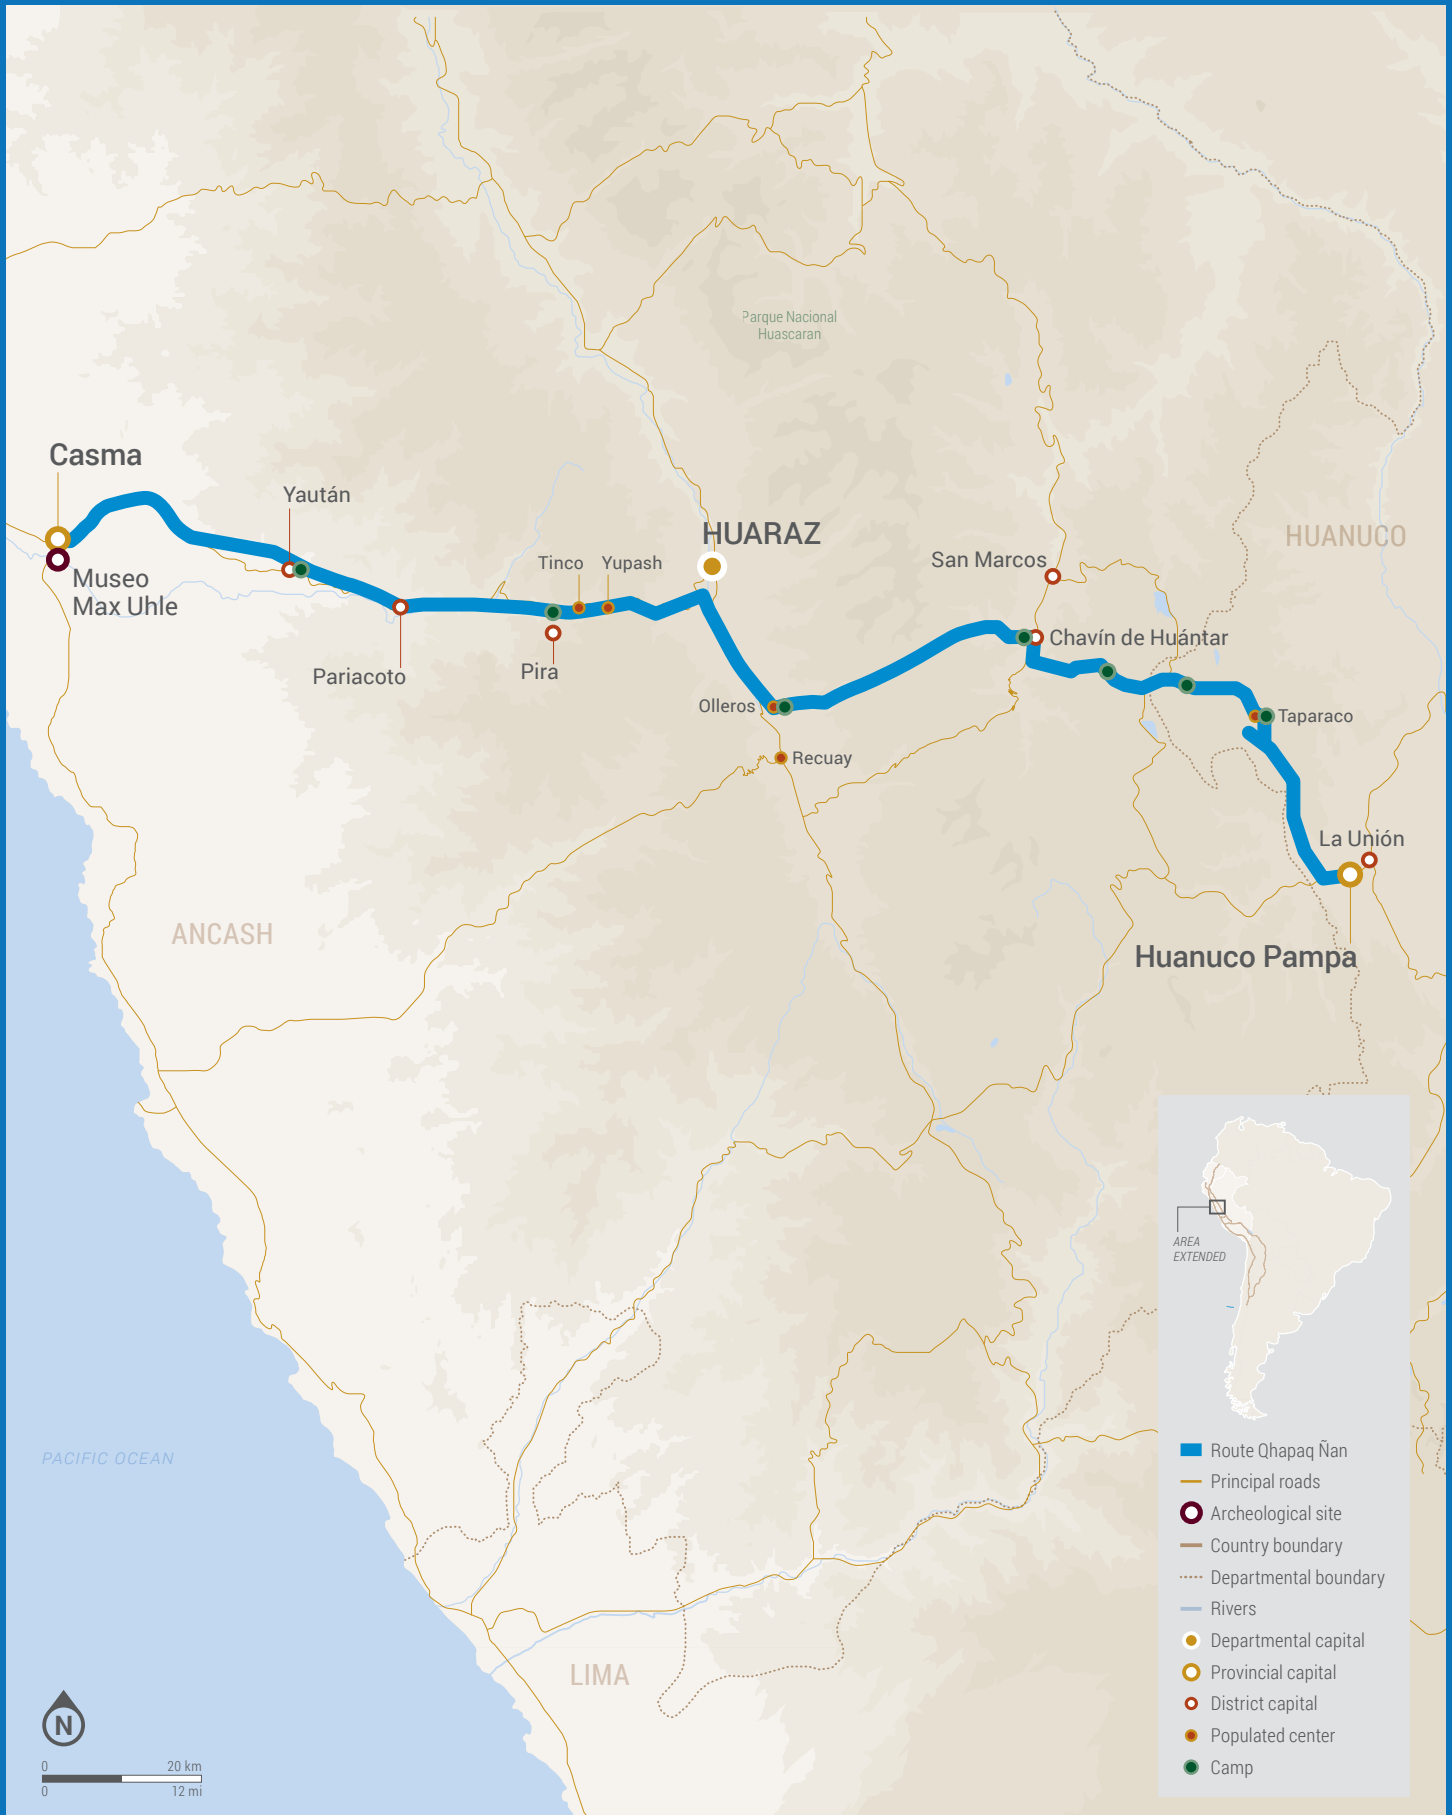 Parque Nacional
Huascaran
Casma
Yaután
HUARAZ
HUANUCO
San Marcos
Tinco
Yupash
Museo
Max Uhle
Chavín de Huántar
Pariacoto
Pira
Olleros
Taparaco
Recuay
La Unión
ANCASH
Huanuco Pampa
AREA
EXTENDED
PACIFIC OCEAN
LIMA
Route Qhapaq Ñan
Principal roads
Archeological site
Country boundary
Departmental boundary
Rivers
Departmental capital
Provincial capital
District capital
Populated center
Camp
N
0 20 km
0 12 mi